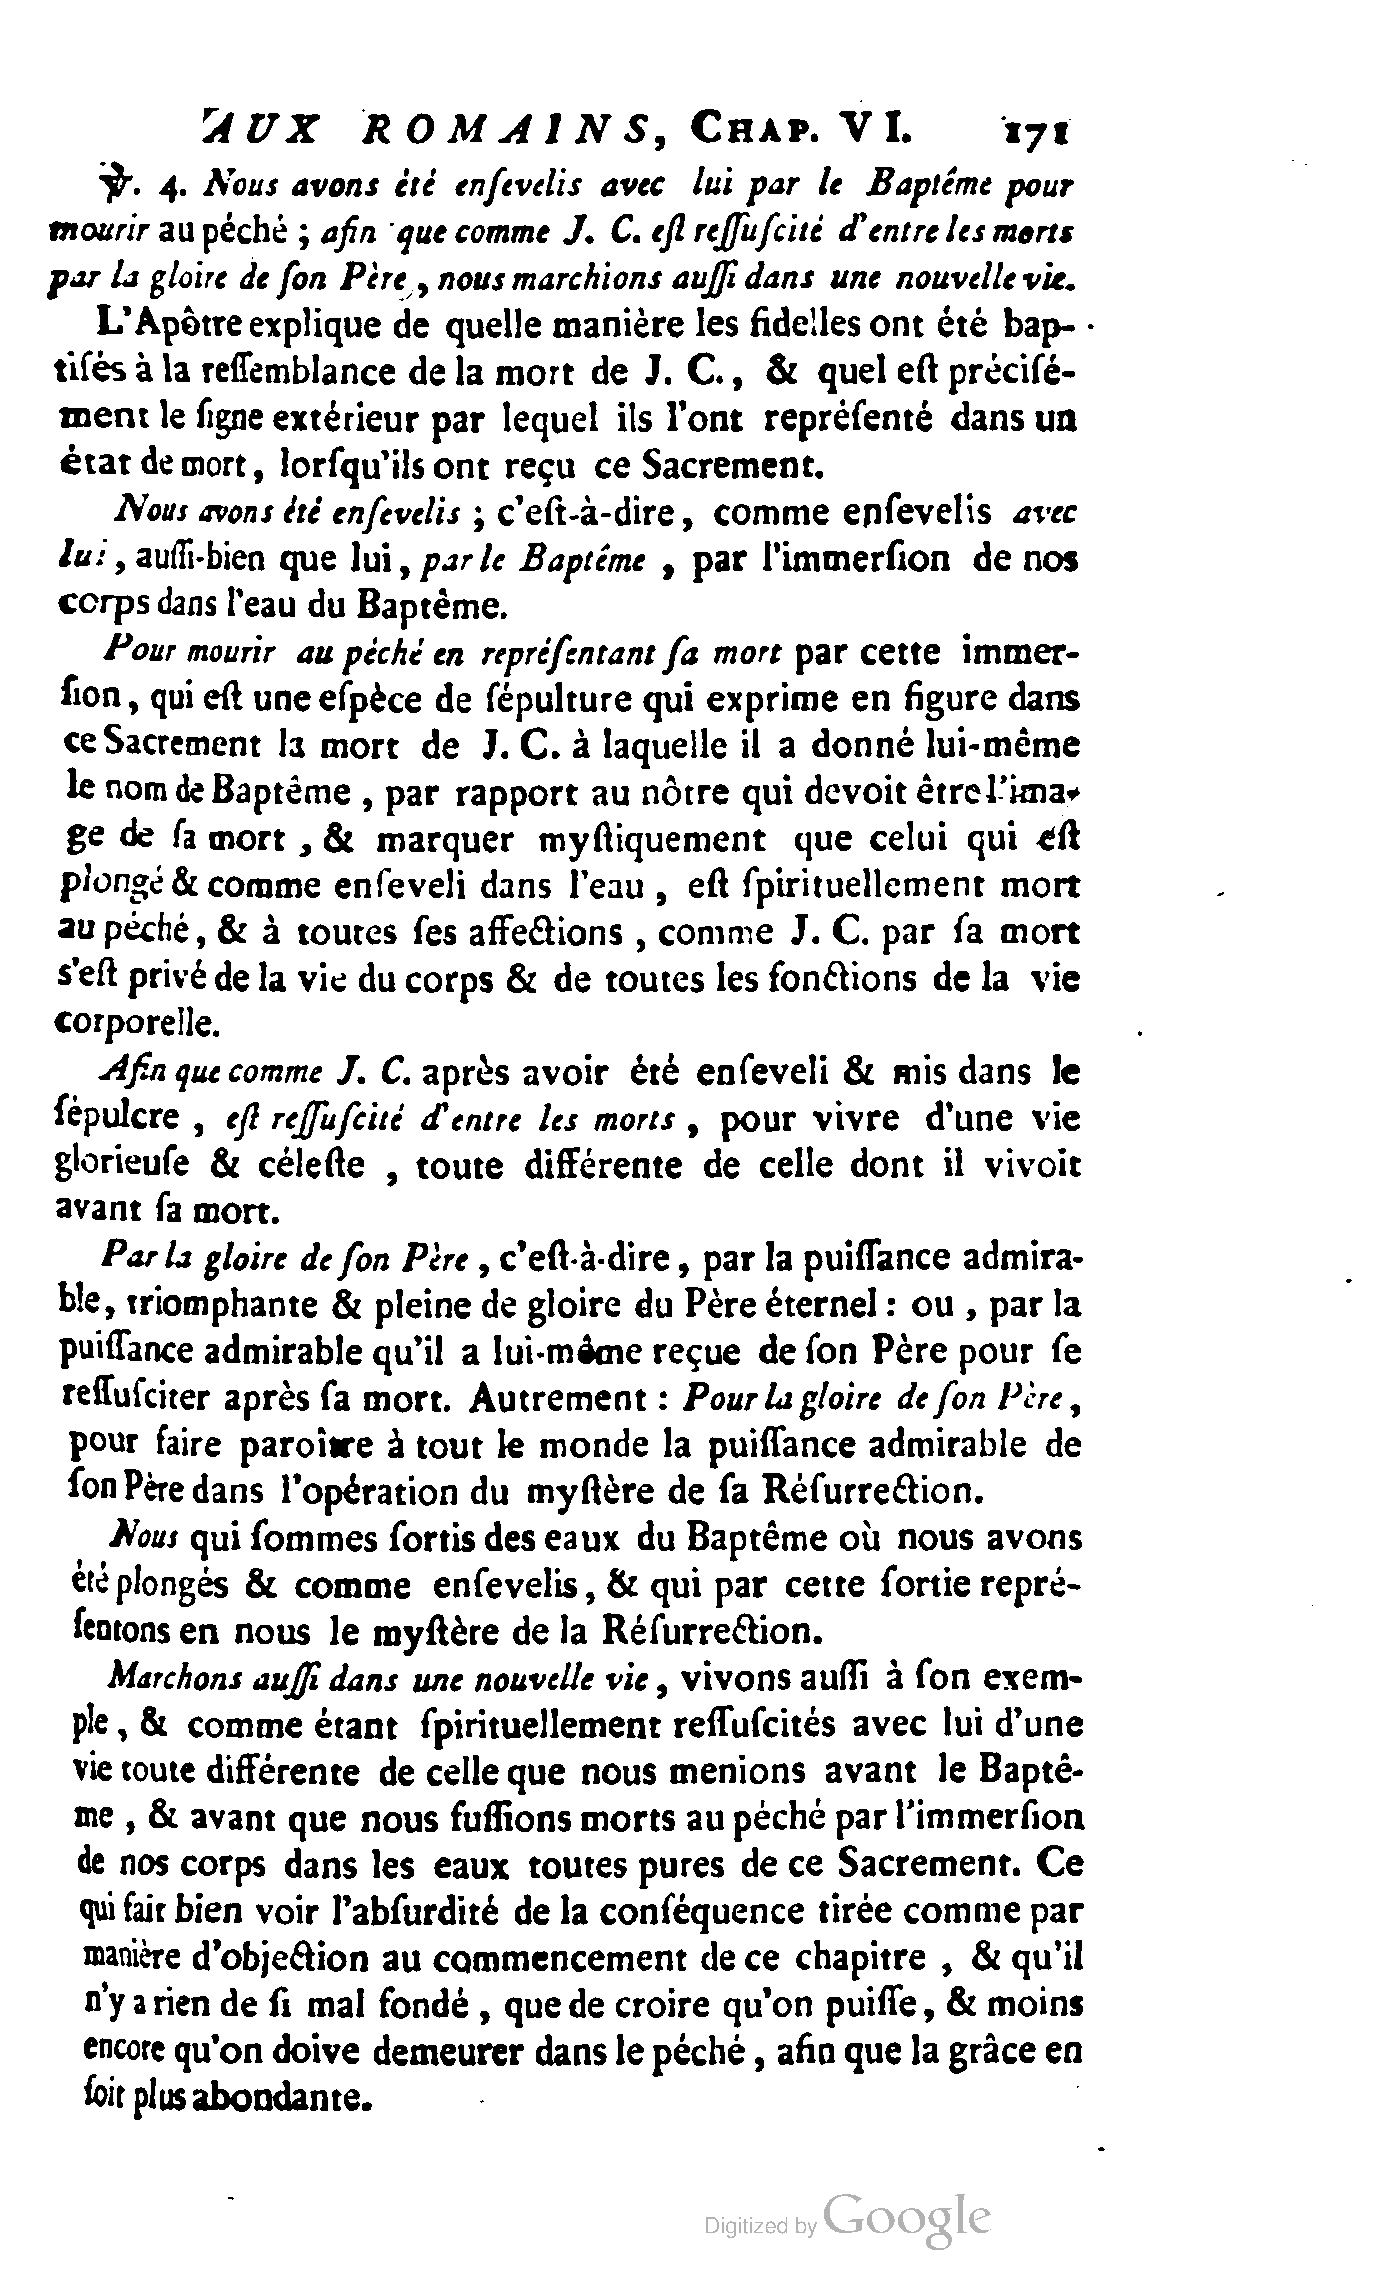 AUX ROMAINS, CHAP. VI. 171
℣. 4. Nous avons été enſevelis avec lui par le Baptême pour
mourir au péché ; afin que comme J. C. eſt reſſuſcité d'entre les morts
par la gloire de ſon Père, nous marchions auſſi dans une nouvelle vie.
L'Apôtre explique de quelle manière les fidelles ont été bap-
tiſés à la reſſemblance de la mort de J. C., & quel eſt précisé-
ment le ſigne extérieur par lequel ils l'ont repréſenté dans un
état de mort, lorſqu'ils ont reçu ce Sacrement.
Nous avons été enſevelis ; c'eſt-à-dire, comme enſevelis avec
lui, auſſi-bien que lui, par le Baptême, par l'immerſion de nos
corps dans l'eau du Baptême.
Pour mourir au péché en repréſentant ſa mort par cette immer-
ſion, qui eſt une eſpèce de ſépulture qui exprime en figure dans
ce Sacrement la mort de J. C. à laquelle il a donné lui-même
le nom de Baptême, par rapport au nôtre qui devoit être l'ima-
ge de ſa mort, & marquer myſtiquement que celui qui eſt
plongé & comme enſeveli dans l'eau, eſt ſpirituellement mort
au péché, & à toutes ſes affections, comme J. C. par ſa mort
s'eſt privé de la vie du corps & de toutes les fonctions de la vie
corporelle.
Afin que comme J. C. après avoir été enſeveli & mis dans le
ſépulcre, eſt reſſuſcité d'entre les morts, pour vivre d'une vie
glorieuſe & céleſte, toute différente de celle dont il vivoit
avant ſa mort.
Par la gloire de ſon Père, c'eſt-à-dire, par la puiſſance admira-
ble, triomphante & pleine de gloire du Père éternel : ou, par la
puiſſance admirable qu'il a lui-même reçue de ſon Père pour ſe
reſſuſciter après ſa mort. Autrement : Pour la gloire de ſon Père,
pour faire paroître à tout le monde la puiſſance admirable de
ſon Père dans l'opération du myſtère de ſa Réſurrection.
Nous qui ſommes ſortis des eaux du Baptême où nous avons
été plongés & comme enſevelis, & qui par cette ſortie repré-
ſentons en nous le myſtère de la Réſurrection.
Marchons auſſi dans une nouvelle vie, vivons auſſi à ſon exem-
ple, & comme étant ſpirituellement reſſuſcités avec lui d'une
vie toute différente de celle que nous menions avant le Baptê-
me, & avant que nous fuſſions morts au péché par l'immerſion
de nos corps dans les eaux toutes pures de ce Sacrement. Ce
qui fait bien voir l'abſurdité de la conſéquence tirée comme par
manière d'objection au commencement de ce chapitre, & qu'il
n'y a rien de ſi mal fondé, que de croire qu'on puiſſe, & moins
encore qu'on doive demeurer dans le péché, afin que la grâce en
ſoit plus abondante.
Digitized by Google